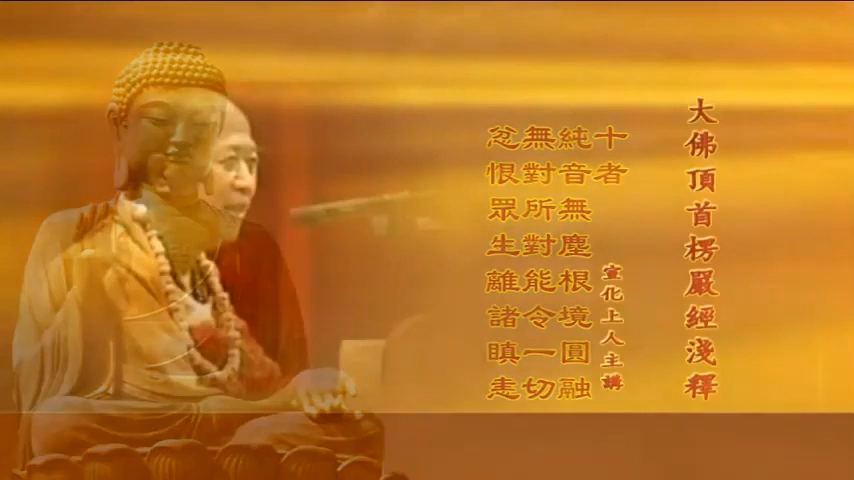 大佛頂首楞嚴經淺釋
宣化上人主講
十者
純音無塵根境圓融
無對所對能令一切
忿恨眾生離諸瞋恚